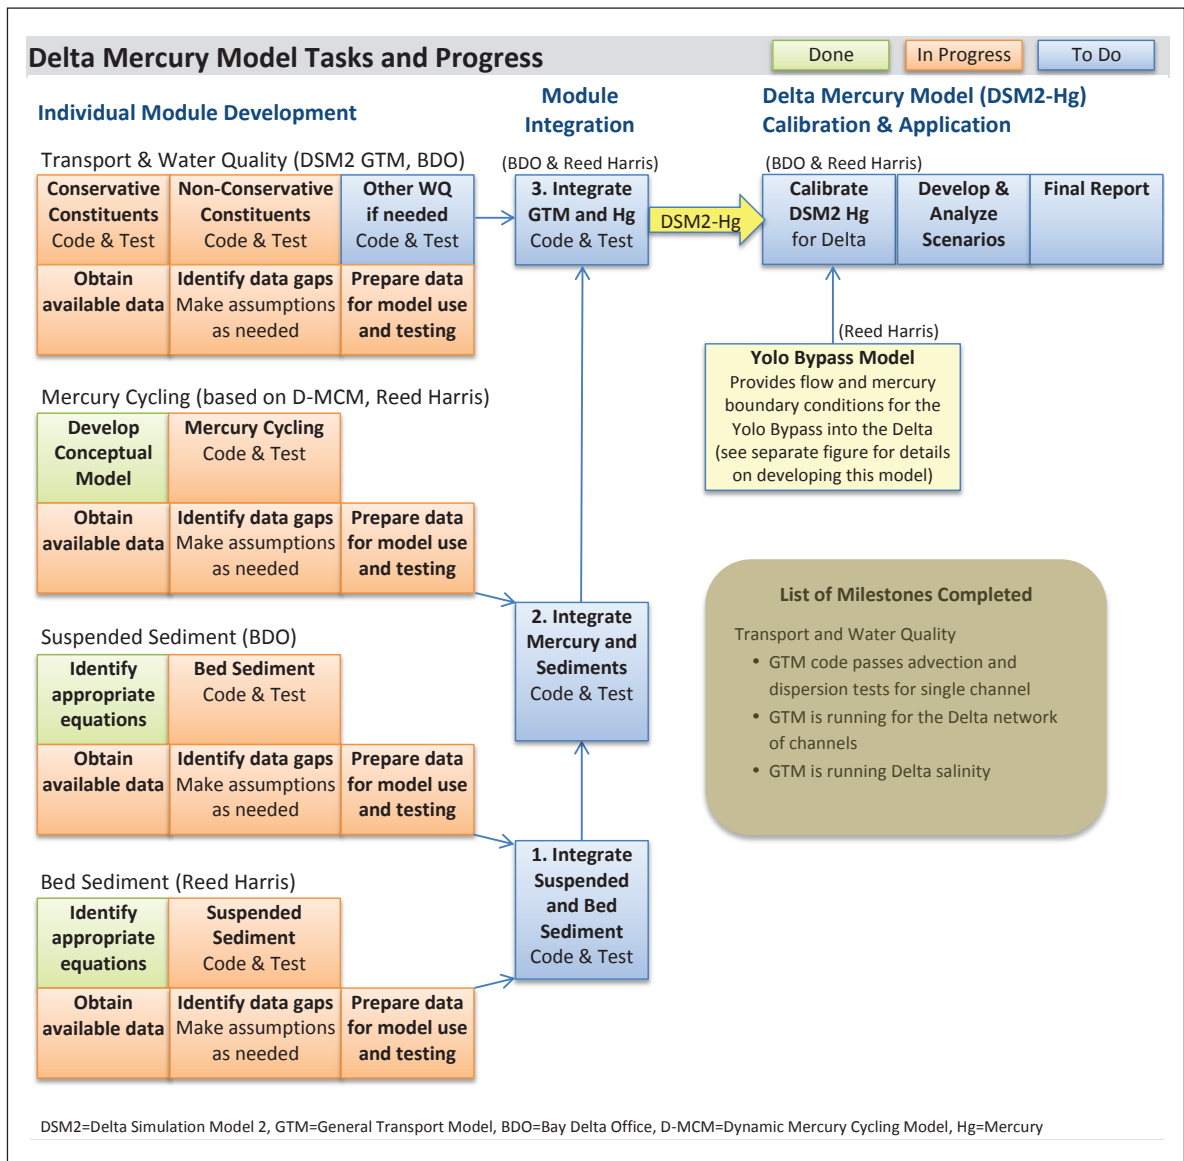 Delta Mercury Model Tasks and Progress
Done
In Progress
To Do
Individual Module Development
Module
Integration
Delta Mercury Model (DSM2-Hg)
Calibration & Application
Transport & Water Quality (DSM2 GTM, BDO)
Conservative
Constituents
Code & Test
Non-Conservative
Constituents
Code & Test
Other WQ
if needed
Code & Test
Obtain
available data
Identify data gaps
Make assumptions
as needed
Prepare data
for model use
and testing
(BDO & Reed Harris)
3. Integrate
GTM and Hg
Code & Test
DSM2-Hg
(BDO & Reed Harris)
Calibrate
DSM2 Hg
for Delta
Develop &
Analyze
Scenarios
Final Report
(Reed Harris)
Yolo Bypass Model
Provides flow and mercury
boundary conditions for the
Yolo Bypass into the Delta
(see separate figure for details
on developing this model)
Mercury Cycling (based on D-MCM, Reed Harris)
Develop
Conceptual
Model
Mercury Cycling
Code & Test
Obtain
available data
Identify data gaps
Make assumptions
as needed
Prepare data
for model use
and testing
2. Integrate
Mercury and
Sediments
Code & Test
Suspended Sediment (BDO)
Identify
appropriate
equations
Bed Sediment
Code & Test
Obtain
available data
Identify data gaps
Make assumptions
as needed
Prepare data
for model use
and testing
1. Integrate
Suspended
and Bed
Sediment
Code & Test
Bed Sediment (Reed Harris)
Identify
appropriate
equations
Suspended
Sediment
Code & Test
Obtain
available data
Identify data gaps
Make assumptions
as needed
Prepare data
for model use
and testing
List of Milestones Completed
Transport and Water Quality
• GTM code passes advection and
dispersion tests for single channel
• GTM is running for the Delta network
of channels
• GTM is running Delta salinity
DSM2=Delta Simulation Model 2, GTM=General Transport Model, BDO=Bay Delta Office, D-MCM=Dynamic Mercury Cycling Model, Hg=Mercury